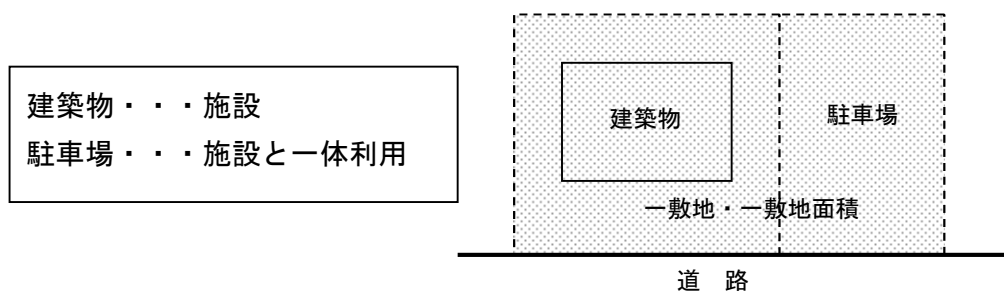 建築物・・・施設
駐車場・・・施設と一体利用
建築物
駐車場
一敷地・一敷地面積
道　路